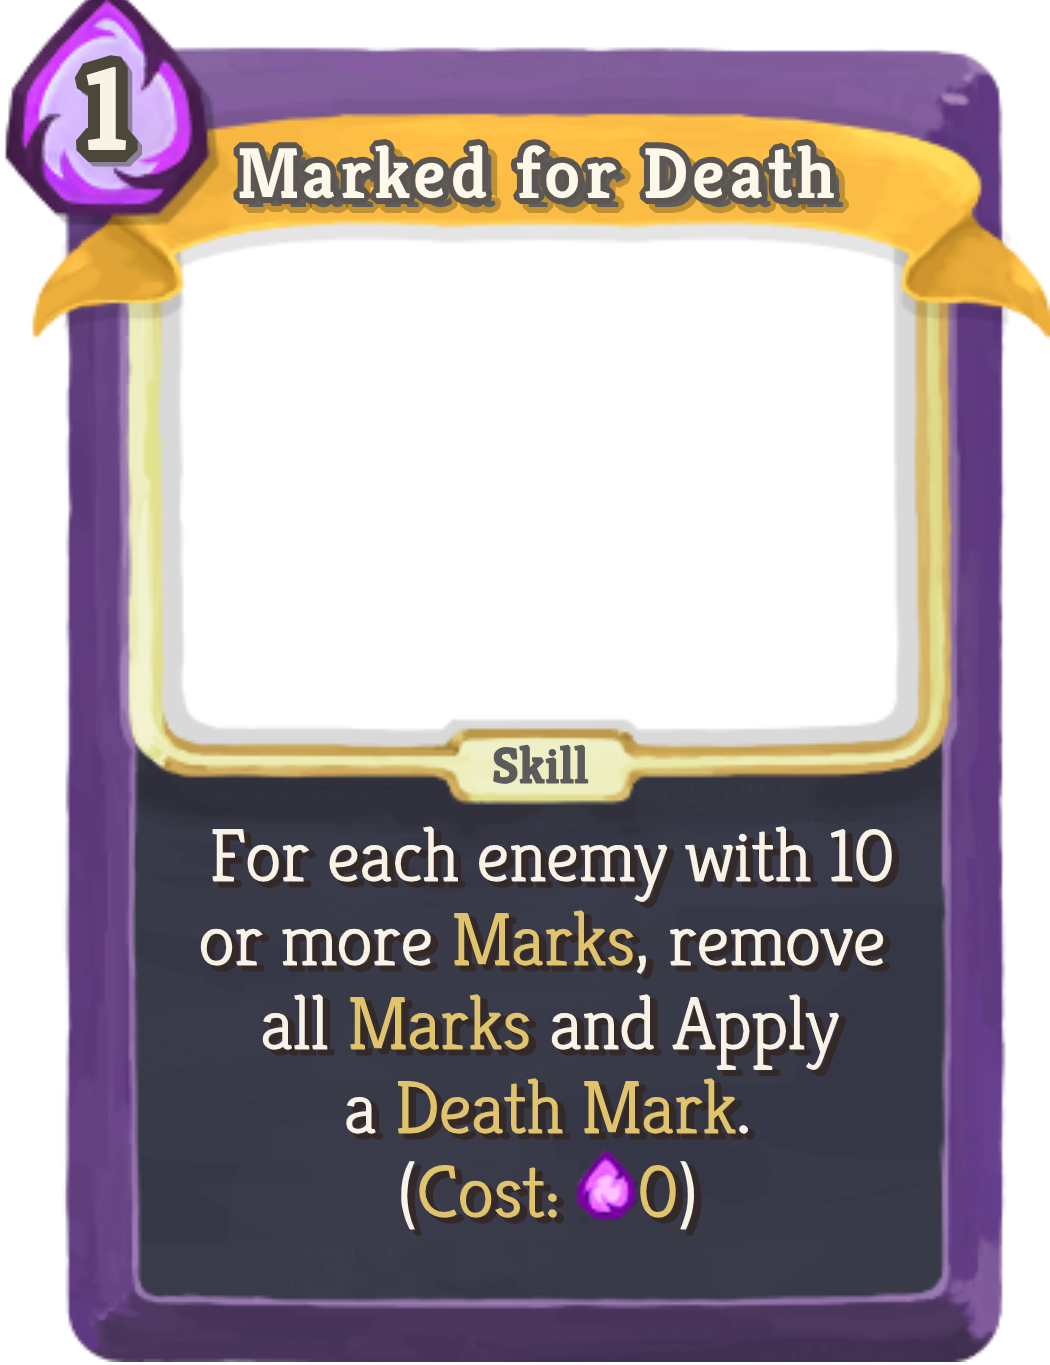 1
Marked for Death
Skill
For each enemy with 10
or more Marks, remove
all Marks and Apply
a Death Mark.
(Cost: 0)